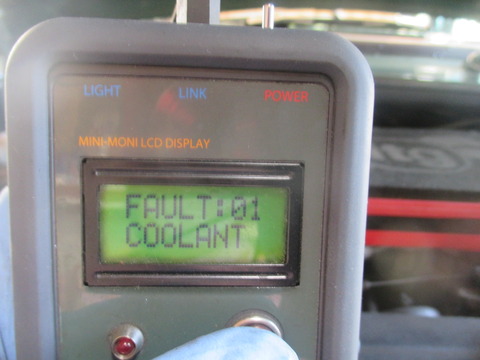 LIGHT LINK POWER
MINI-MONI LCD DISPLAY
FAULT:01
COOLANT